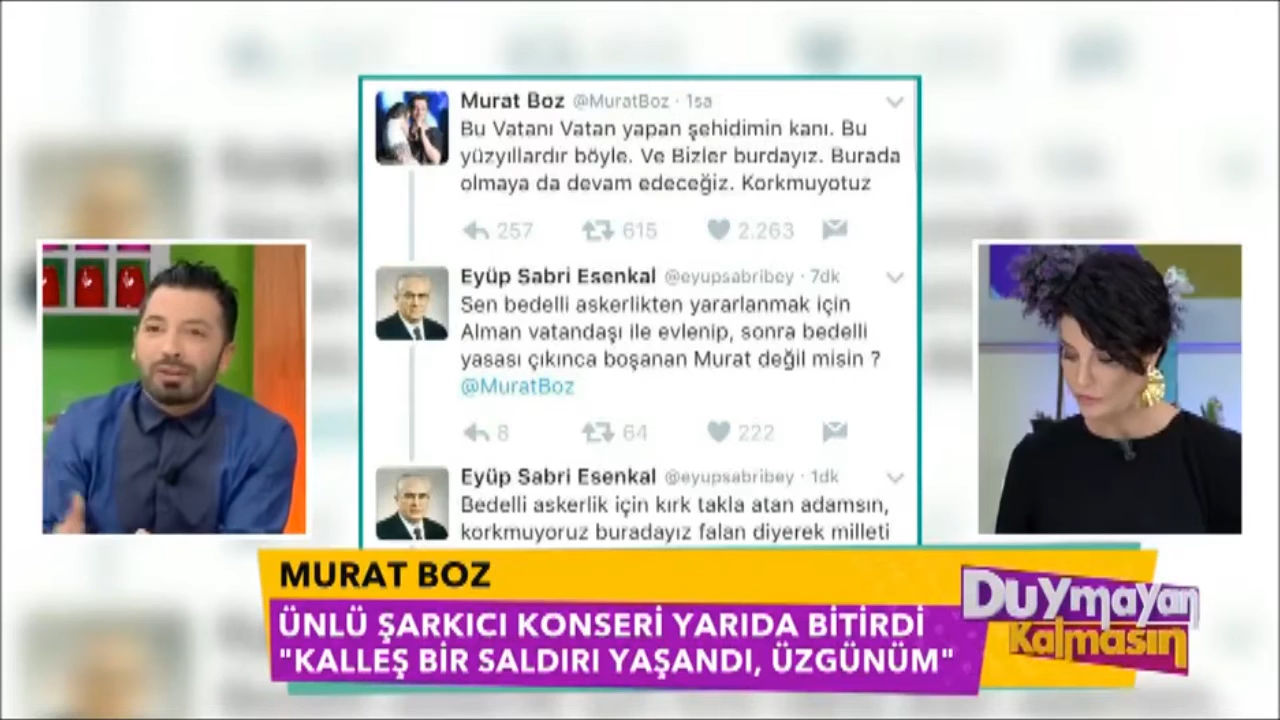 Murat Boz @MuratBoz · 1sa
Bu Vatanı Vatan yapan şehidimin kanı. Bu
yüzyıllardır böyle. Ve Bizler burdayız. Burada
olmaya da devam edeceğiz. Korkmuyotuz
257 615 2.263
Eyüp Sabri Esenkal @eyupsabribey · 7dk
Sen bedelli askerlikten yararlanmak için
Alman vatandaşı ile evlenip, sonra bedelli
yasası çıkınca boşanan Murat değil misin ?
@MuratBoz
8 64 222
Eyüp Sabri Esenkal @eyupsabribey · 1dk
Bedelli askerlik için kırk takla atan adamsın,
korkmuyoruz buradayız falan diyerek milleti
MURAT BOZ
ÜNLÜ ŞARKICI KONSERİ YARIDA BİTİRDİ
"KALLEŞ BİR SALDIRI YAŞANDI, ÜZGÜNÜM"
Duymayan
Kalmasın